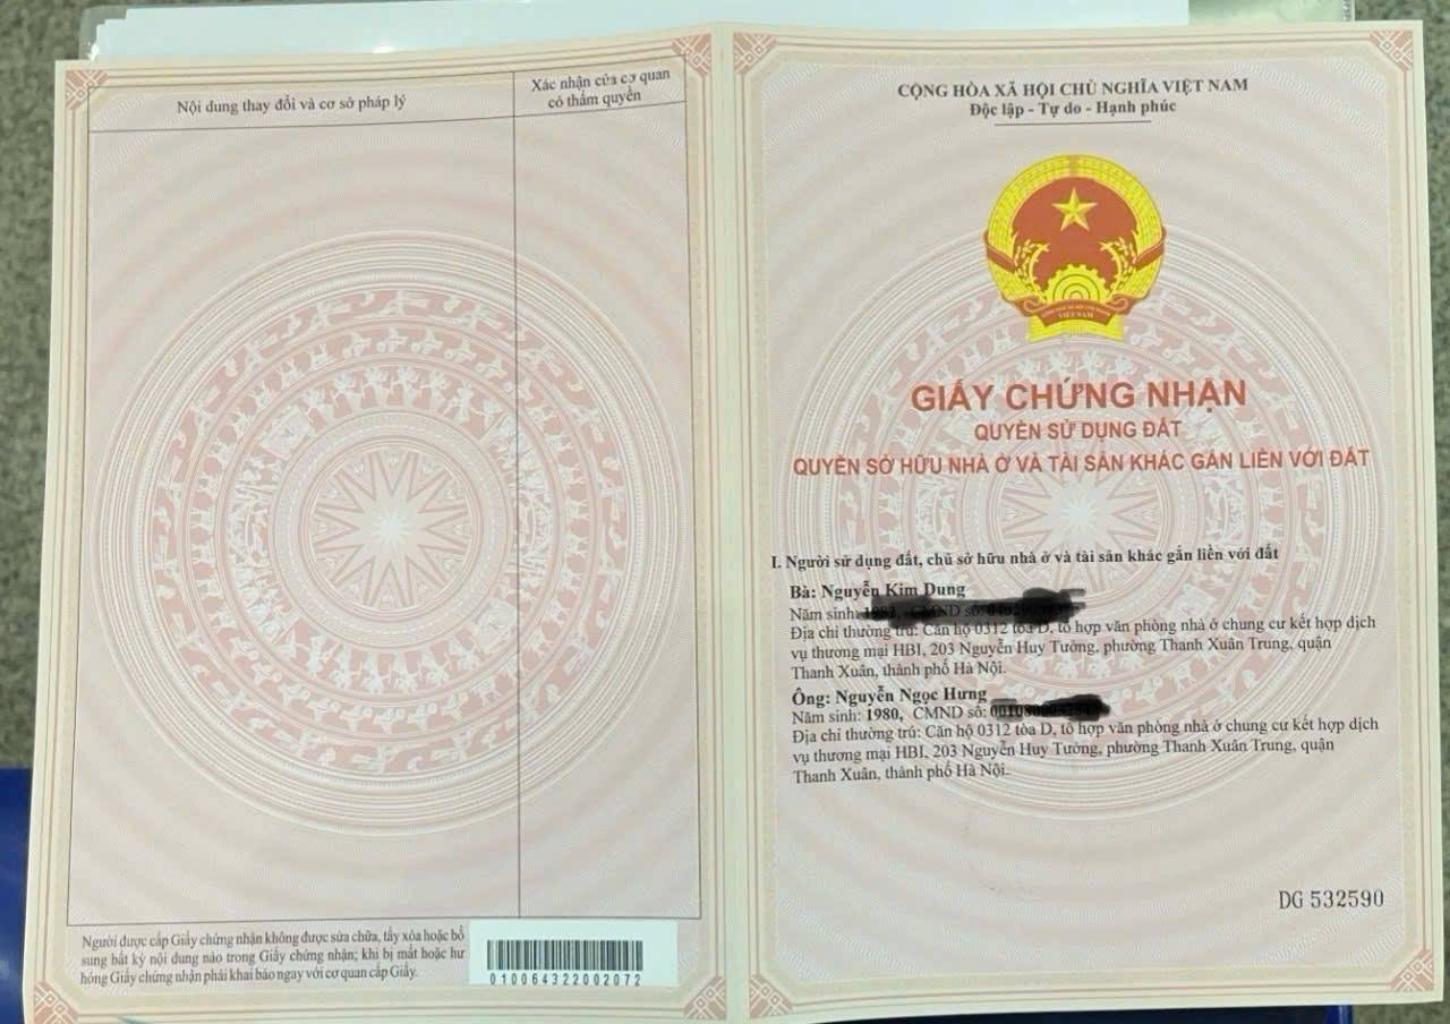 Nội dung thay đổi và cơ sở pháp lý
Xác nhận của cơ quan
có thẩm quyền
Người được cấp Giấy chứng nhận không được sửa chữa, tẩy xóa hoặc bổ
sung bất kỳ nội dung nào trong Giấy chứng nhận; khi bị mất hoặc hư
hỏng Giấy chứng nhận phải khai báo ngay với cơ quan cấp Giấy.
010064322002072
CỘNG HÒA XÃ HỘI CHỦ NGHĨA VIỆT NAM
Độc lập - Tự do - Hạnh phúc
VIỆT NAM
GIẤY CHỨNG NHẬN
QUYỀN SỬ DỤNG ĐẤT
QUYỀN SỞ HỮU NHÀ Ở VÀ TÀI SẢN KHÁC GẮN LIỀN VỚI ĐẤT
I. Người sử dụng đất, chủ sở hữu nhà ở và tài sản khác gắn liền với đất
Bà: Nguyễn Kim Dung
Năm sinh: CMND số:
Địa chỉ thường trú: Căn hộ 0312 tòa D, tổ hợp văn phòng nhà ở chung cư kết hợp dịch
vụ thương mại HBI, 203 Nguyễn Huy Tưởng, phường Thanh Xuân Trung, quận
Thanh Xuân, thành phố Hà Nội.
Ông: Nguyễn Ngọc Hưng
Năm sinh: 1980, CMND số:
Địa chỉ thường trú: Căn hộ 0312 tòa D, tổ hợp văn phòng nhà ở chung cư kết hợp dịch
vụ thương mại HBI, 203 Nguyễn Huy Tưởng, phường Thanh Xuân Trung, quận
Thanh Xuân, thành phố Hà Nội.
DG 532590